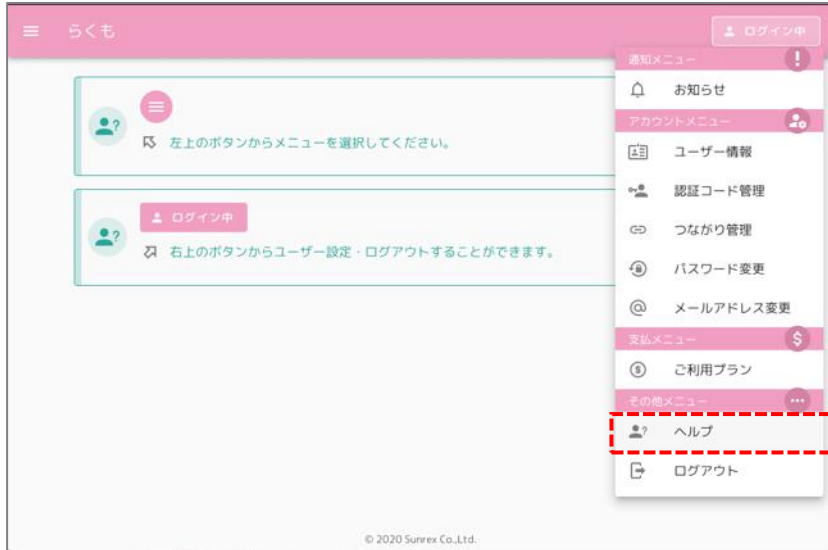 らくも
ログイン中
左上のボタンからメニューを選択してください。
ログイン中
右上のボタンからユーザー設定・ログアウトすることができます。
通知メニュー
お知らせ
アカウントメニュー
ユーザー情報
認証コード管理
つながり管理
パスワード変更
メールアドレス変更
支払メニュー
ご利用プラン
その他メニュー
ヘルプ
ログアウト
© 2020 Sunrex Co.,Ltd.